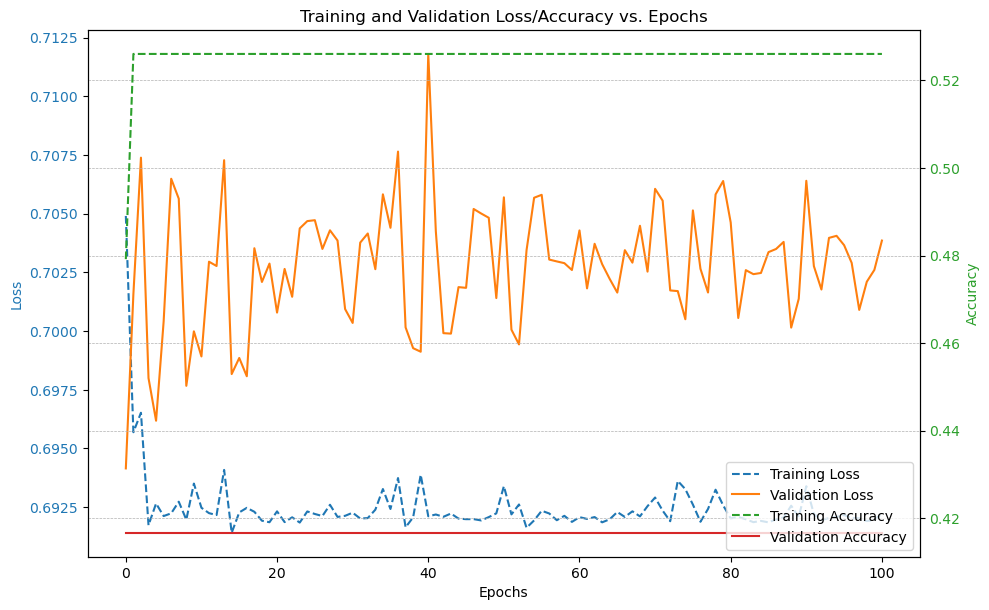 Training and Validation Loss/Accuracy vs. Epochs
Loss
0.7125
0.7100
0.7075
0.7050
0.7025
0.7000
0.6975
0.6950
0.6925
0.52
0.50
0.48
0.46
0.44
0.42
Accuracy
Training Loss
Validation Loss
Training Accuracy
Validation Accuracy
0 20 40 60 80 100
Epochs